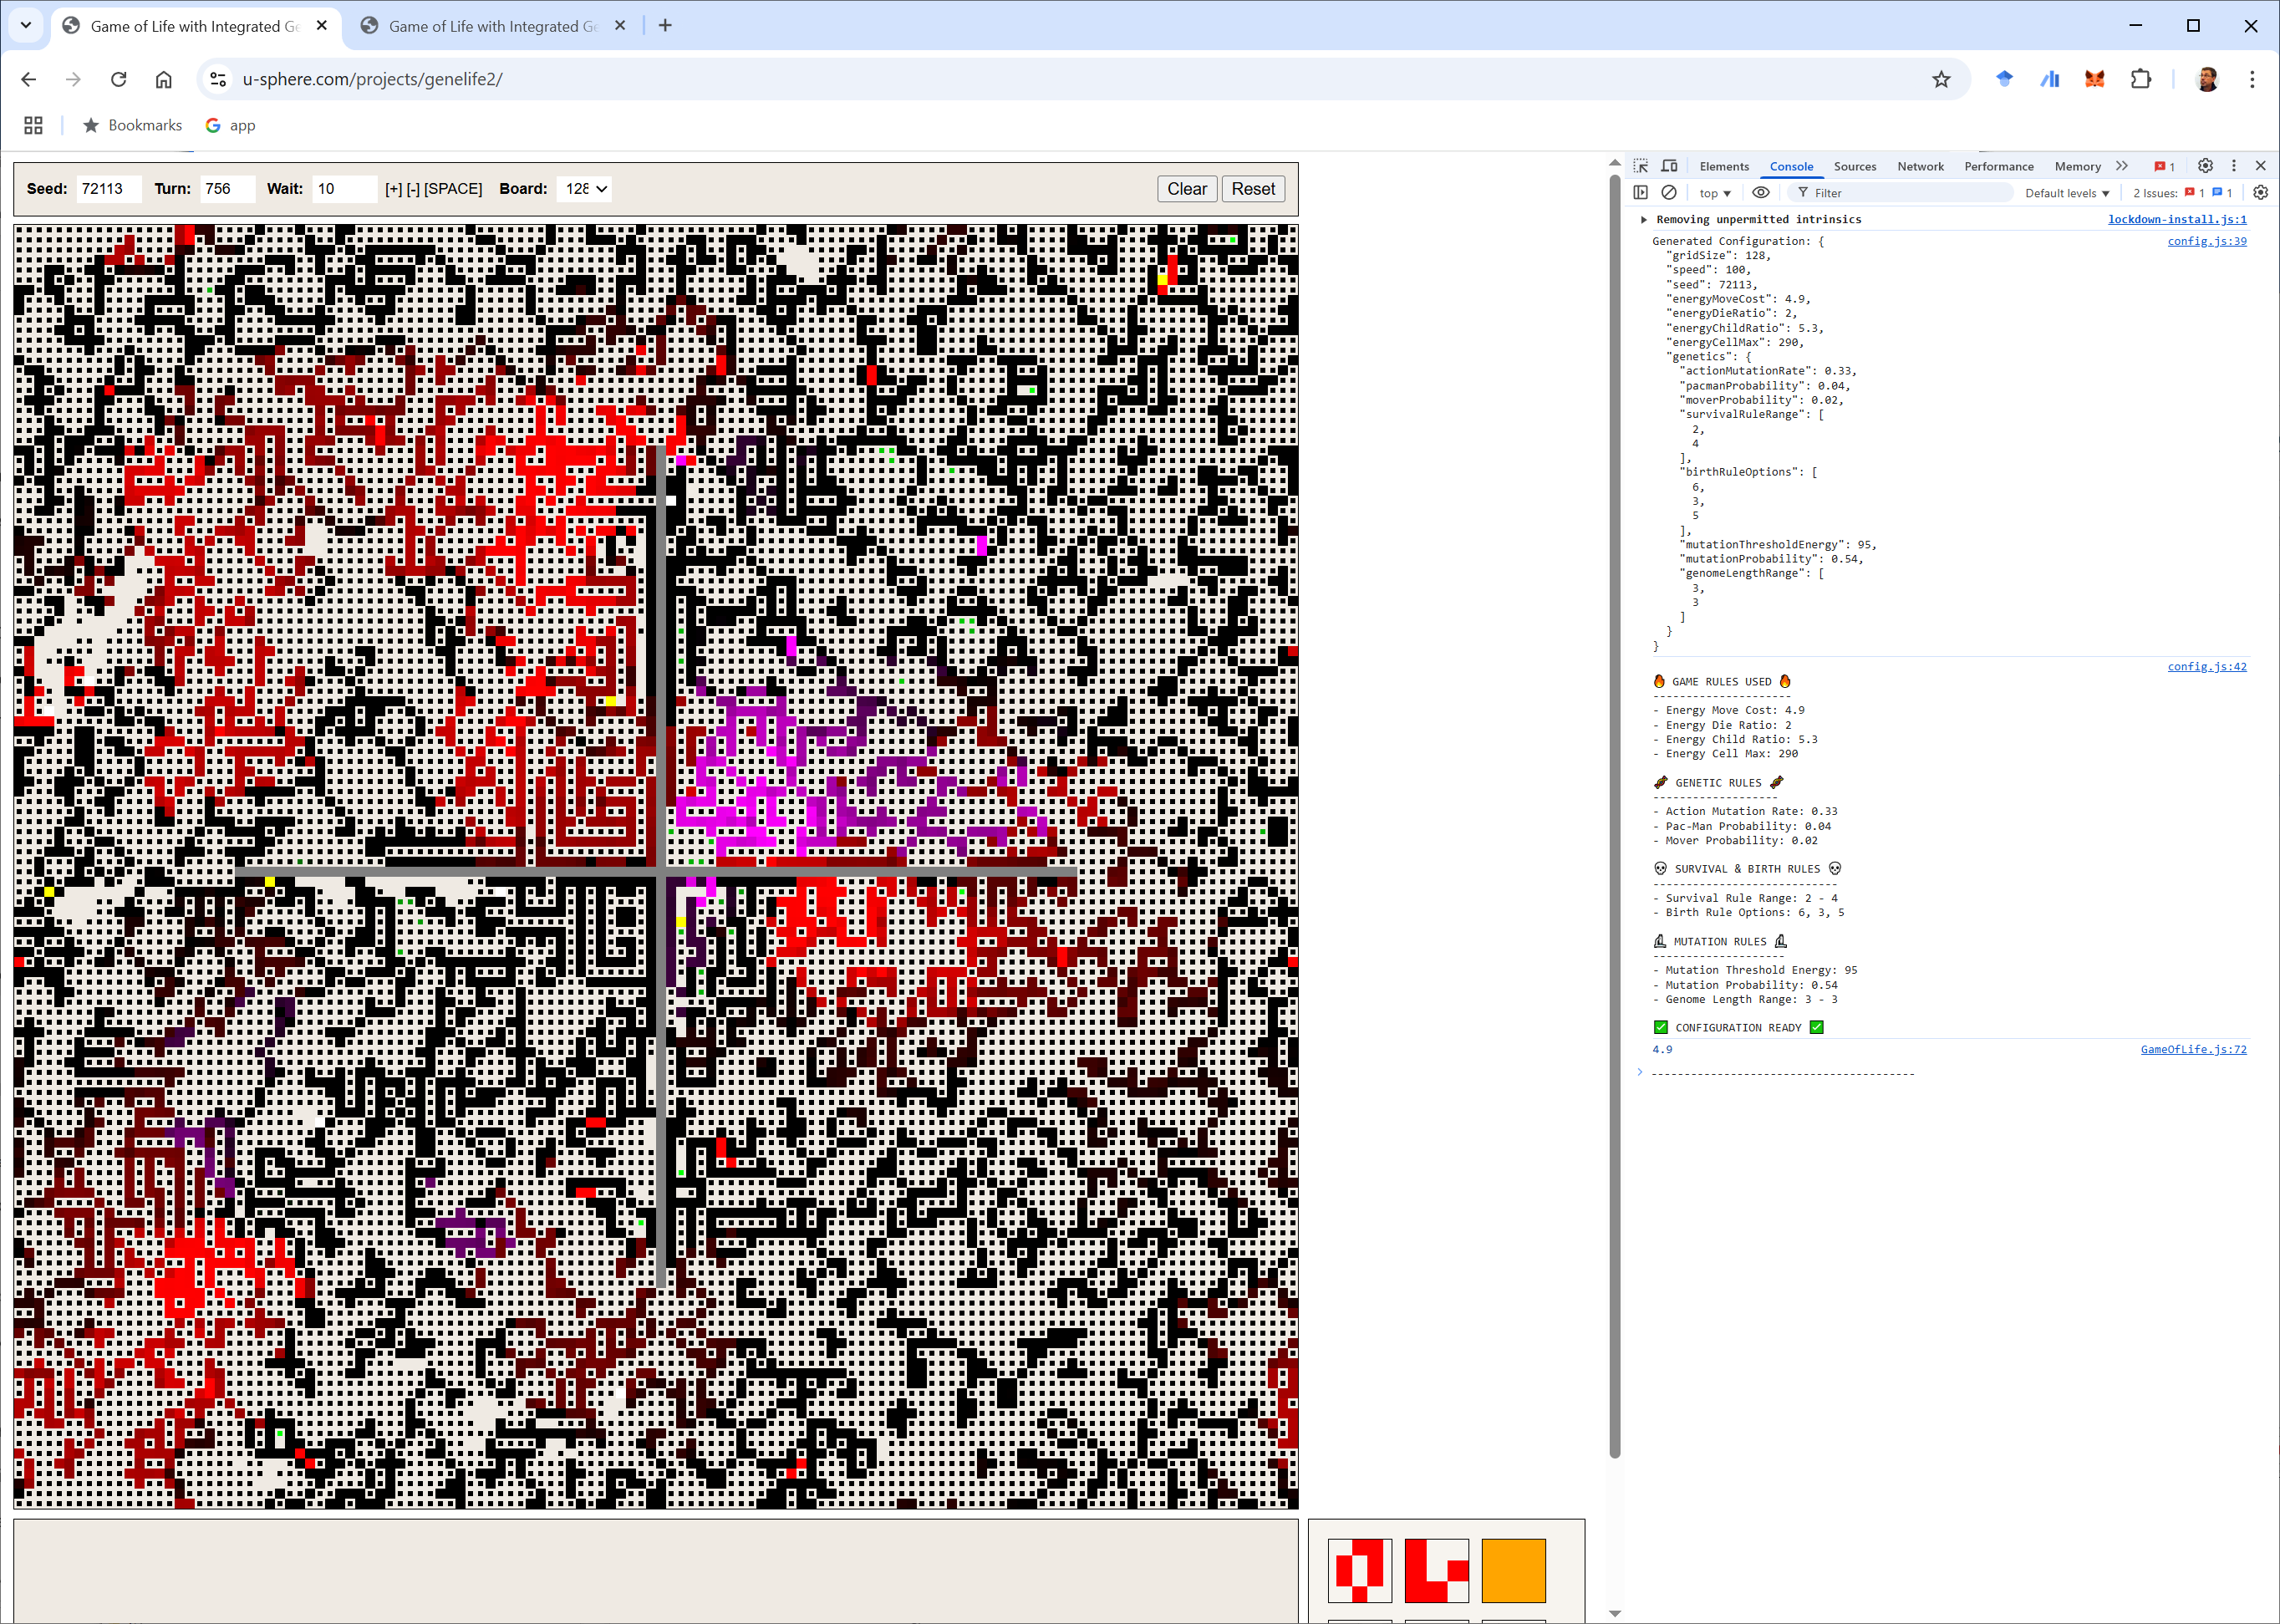 Game of Life with Integrated Ge
Game of Life with Integrated Ge
u-sphere.com/projects/genelife2/
Bookmarks
app
Seed: 72113 Turn: 756 Wait: 10 [+] [-] [SPACE] Board: 128 Clear Reset
Elements Console Sources Network Performance Memory 1
top Filter Default levels 2 Issues: 1 1
Removing unpermitted intrinsics lockdown-install.js:1
Generated Configuration: { config.js:39
"gridSize": 128,
"speed": 100,
"seed": 72113,
"energyMoveCost": 4.9,
"energyDieRatio": 2,
"energyChildRatio": 5.3,
"energyCellMax": 290,
"genetics": {
"actionMutationRate": 0.33,
"pacmanProbability": 0.04,
"moverProbability": 0.02,
"survivalRuleRange": [
2,
4
],
"birthRuleOptions": [
6,
3,
5
],
"mutationThresholdEnergy": 95,
"mutationProbability": 0.54,
"genomeLengthRange": [
3,
3
]
}
}
config.js:42
🔥 GAME RULES USED 🔥
---------------------
- Energy Move Cost: 4.9
- Energy Die Ratio: 2
- Energy Child Ratio: 5.3
- Energy Cell Max: 290
GENETIC RULES
-------------------
- Action Mutation Rate: 0.33
- Pac-Man Probability: 0.04
- Mover Probability: 0.02
💀 SURVIVAL & BIRTH RULES 💀
----------------------------
- Survival Rule Range: 2 - 4
- Birth Rule Options: 6, 3, 5
MUTATION RULES
--------------------
- Mutation Threshold Energy: 95
- Mutation Probability: 0.54
- Genome Length Range: 3 - 3
✅ CONFIGURATION READY ✅
4.9 GameOfLife.js:72
----------------------------------------